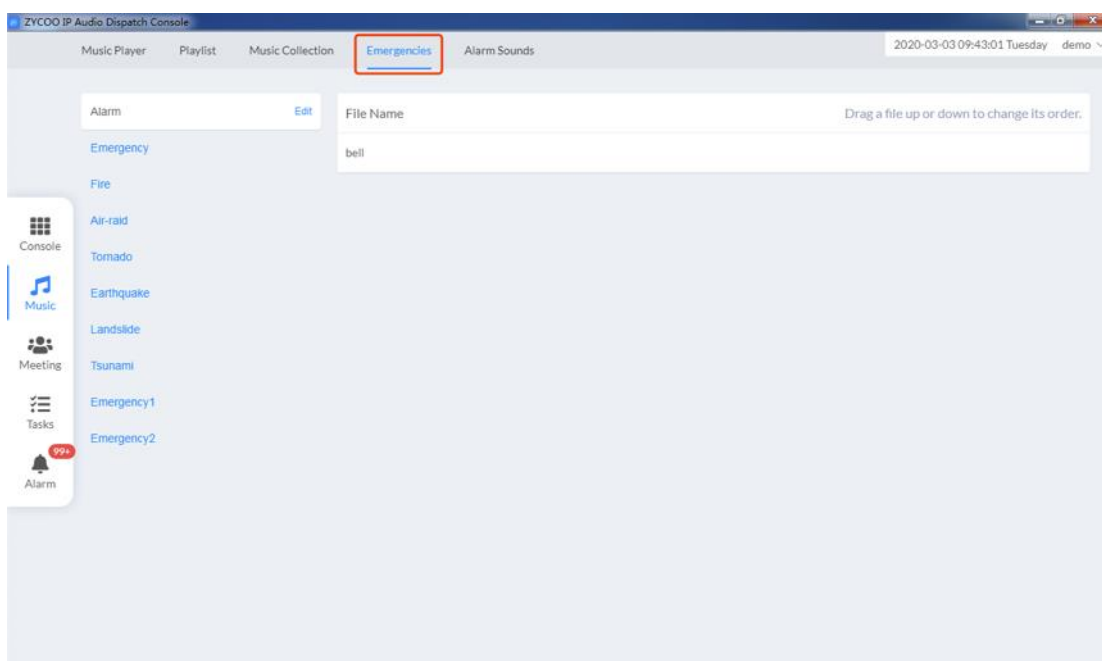 ZYCOO IP Audio Dispatch Console
Music Player Playlist Music Collection Emergencies Alarm Sounds 2020-03-03 09:43:01 Tuesday demo
Alarm Edit File Name Drag a file up or down to change its order.
Emergency bell
Fire
Air-raid
Console
Tornado
Earthquake
Music
Landslide
Meeting Tsunami
Emergency1
Tasks
Emergency2
99+
Alarm